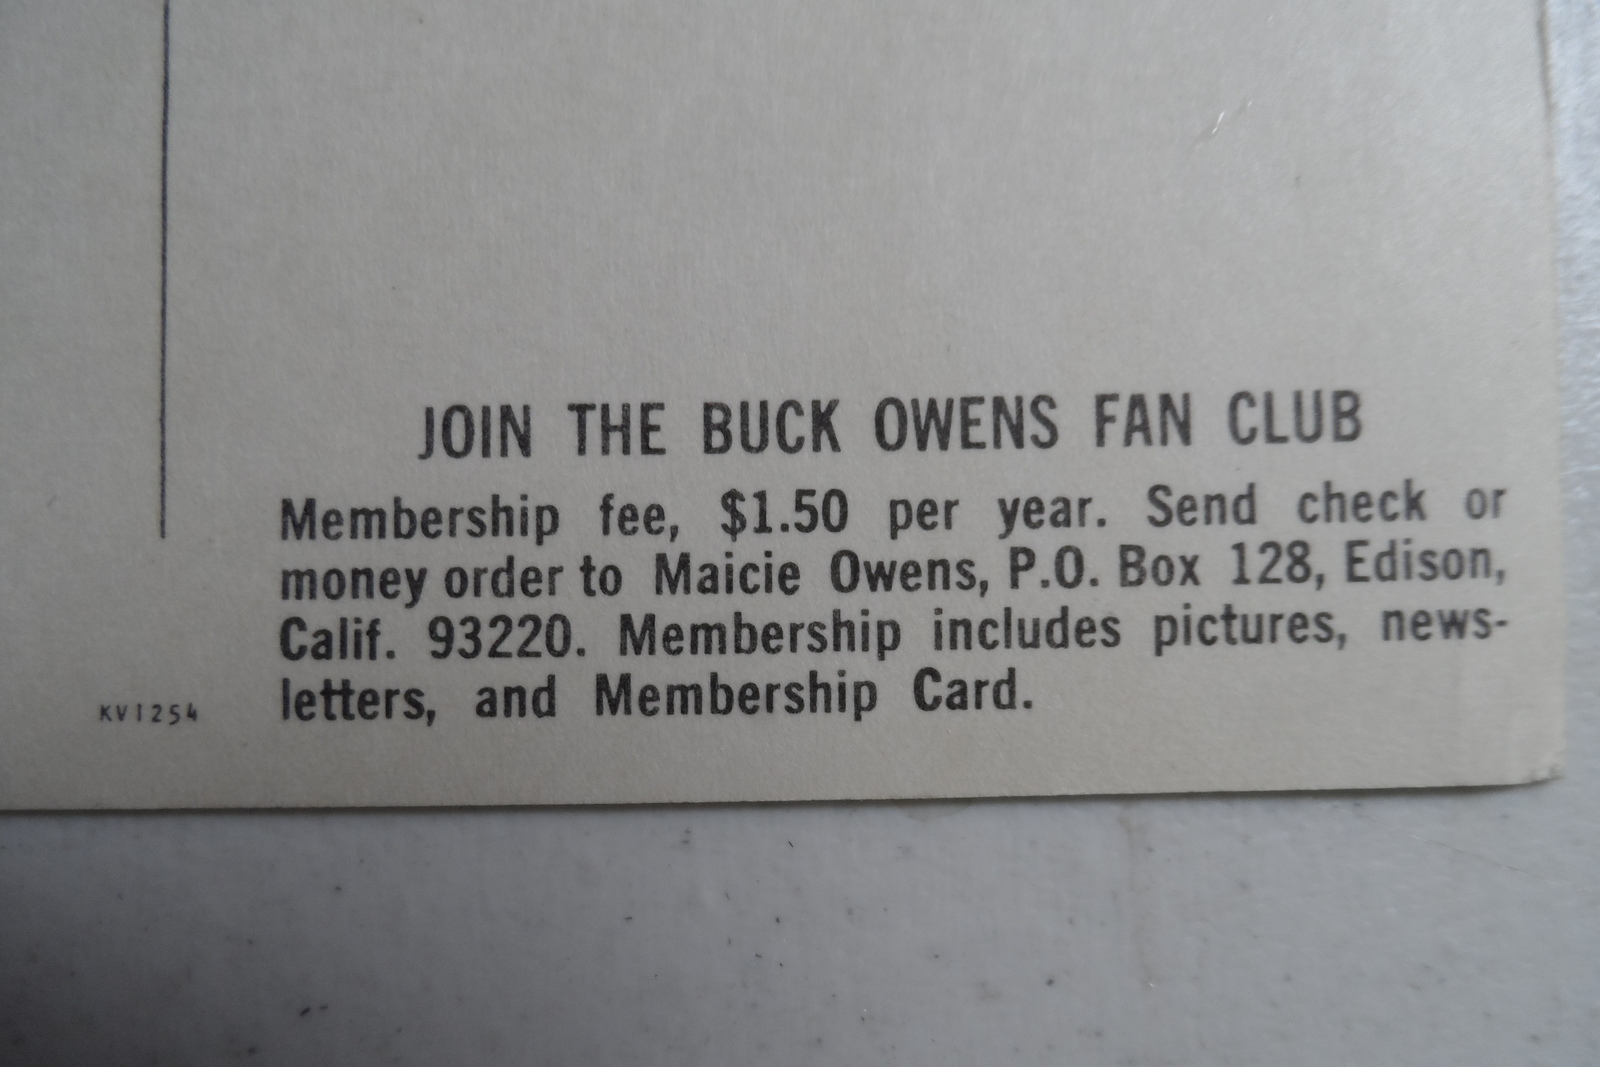 JOIN THE BUCK OWENS FAN CLUB
Membership fee, $1.50 per year. Send check or
money order to Maicie Owens, P.O. Box 128, Edison,
Calif. 93220. Membership includes pictures, news-
letters, and Membership Card.
KV1254